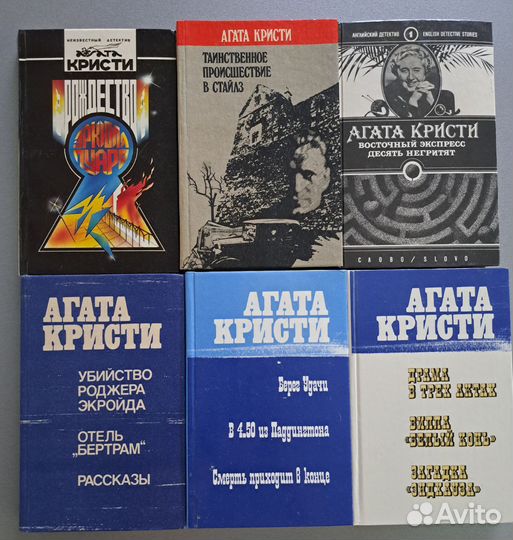 НЕИЗВЕСТНЫЙ ДЕТЕКТИВ
АГАТА
КРИСТИ
РОЖДЕСТВО
ЭРКЮЛЯ
ПУАРО
АГАТА КРИСТИ
ТАИНСТВЕННОЕ
ПРОИСШЕСТВИЕ
В СТАЙЛЗ
АНГЛИЙСКИЙ ДЕТЕКТИВ 1 ENGLISH DETECTIVE STORIES
АГАТА КРИСТИ
ВОСТОЧНЫЙ ЭКСПРЕСС
ДЕСЯТЬ НЕГРИТЯТ
СЛОВО / SLOVO
АГАТА
КРИСТИ
УБИЙСТВО
РОДЖЕРА
ЭКРОЙДА
ОТЕЛЬ
„БЕРТРАМ“
РАССКАЗЫ
АГАТА
КРИСТИ
Берег Удачи
В 4.50 из Паддингтона
Смерть приходит в конце
АГАТА
КРИСТИ
ДРАМА
В ТРЕХ АКТАХ
ВИЛЛА
«БЕЛЫЙ КОНЬ»
ЗАГАДКА
«ЭНДХАУЗА»
Avito